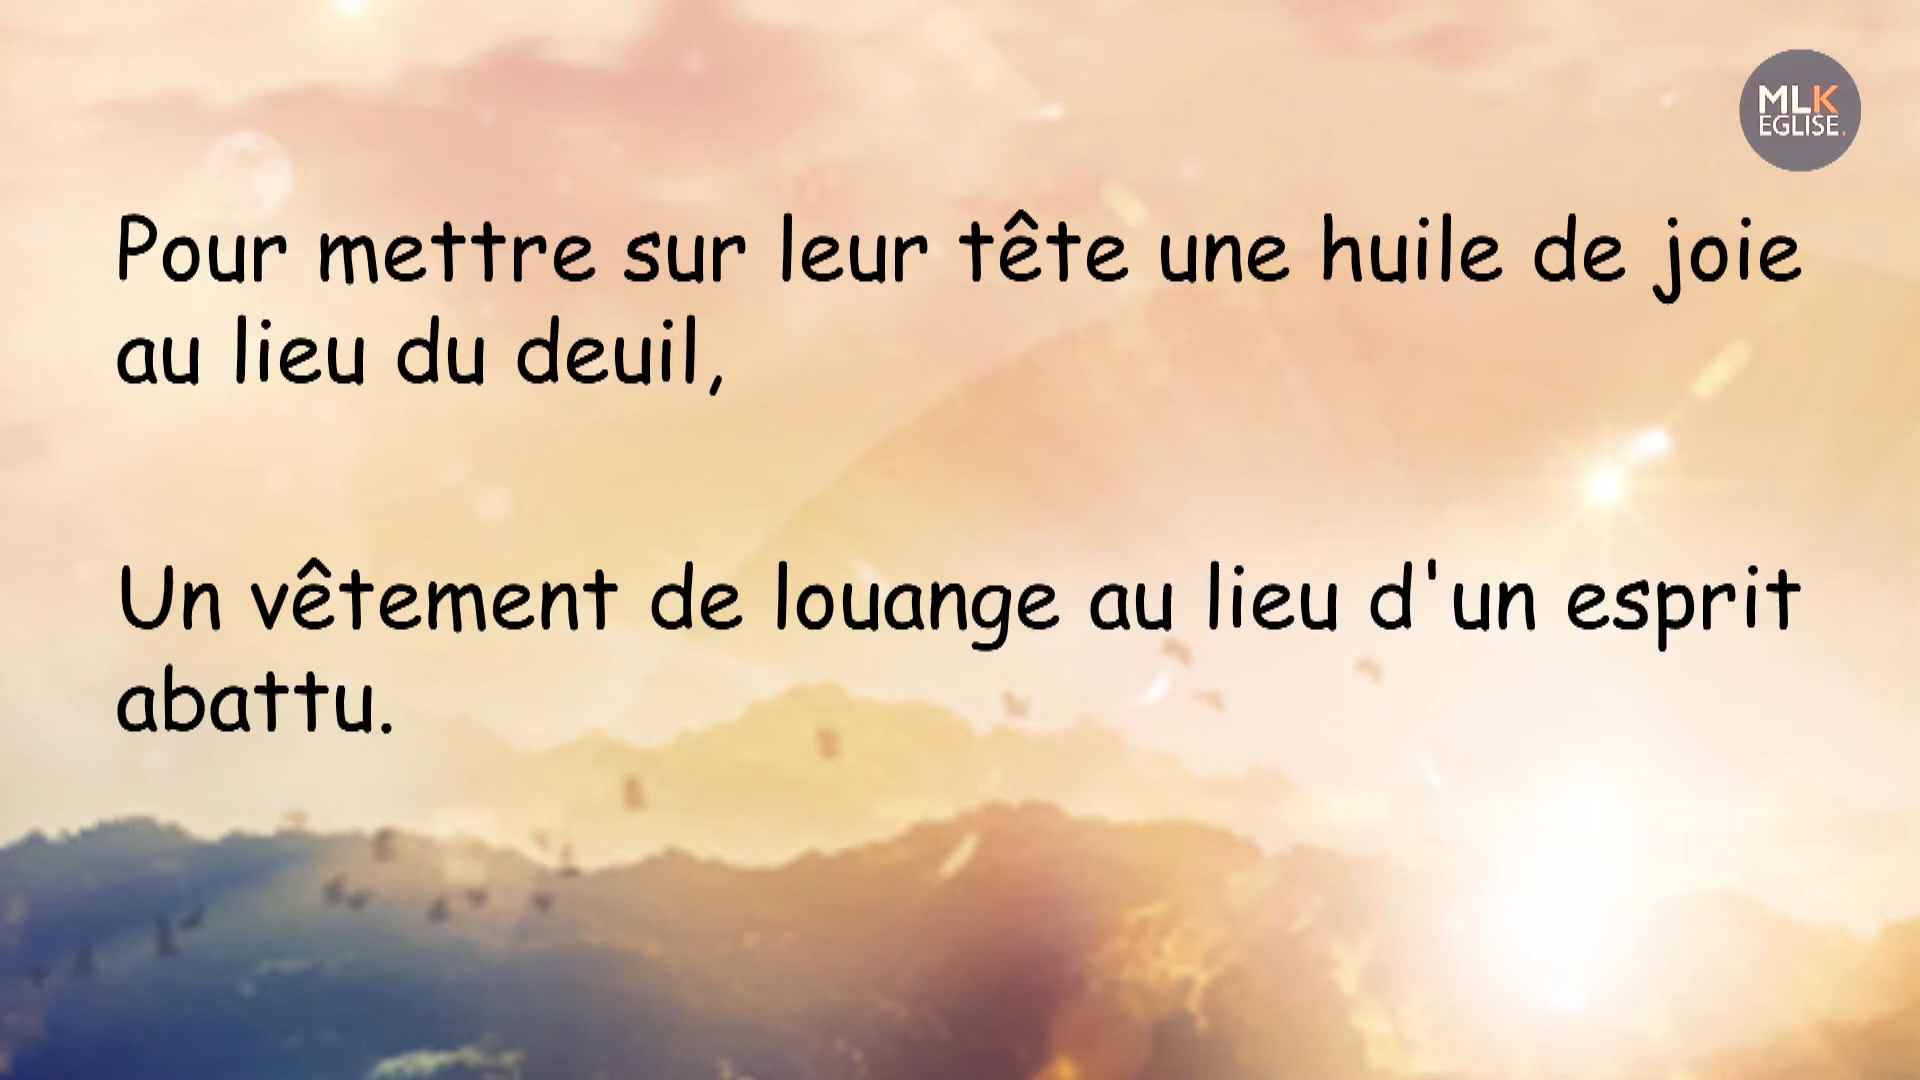 MLK
EGLISE.
Pour mettre sur leur tête une huile de joie
au lieu du deuil,
Un vêtement de louange au lieu d'un esprit
abattu.